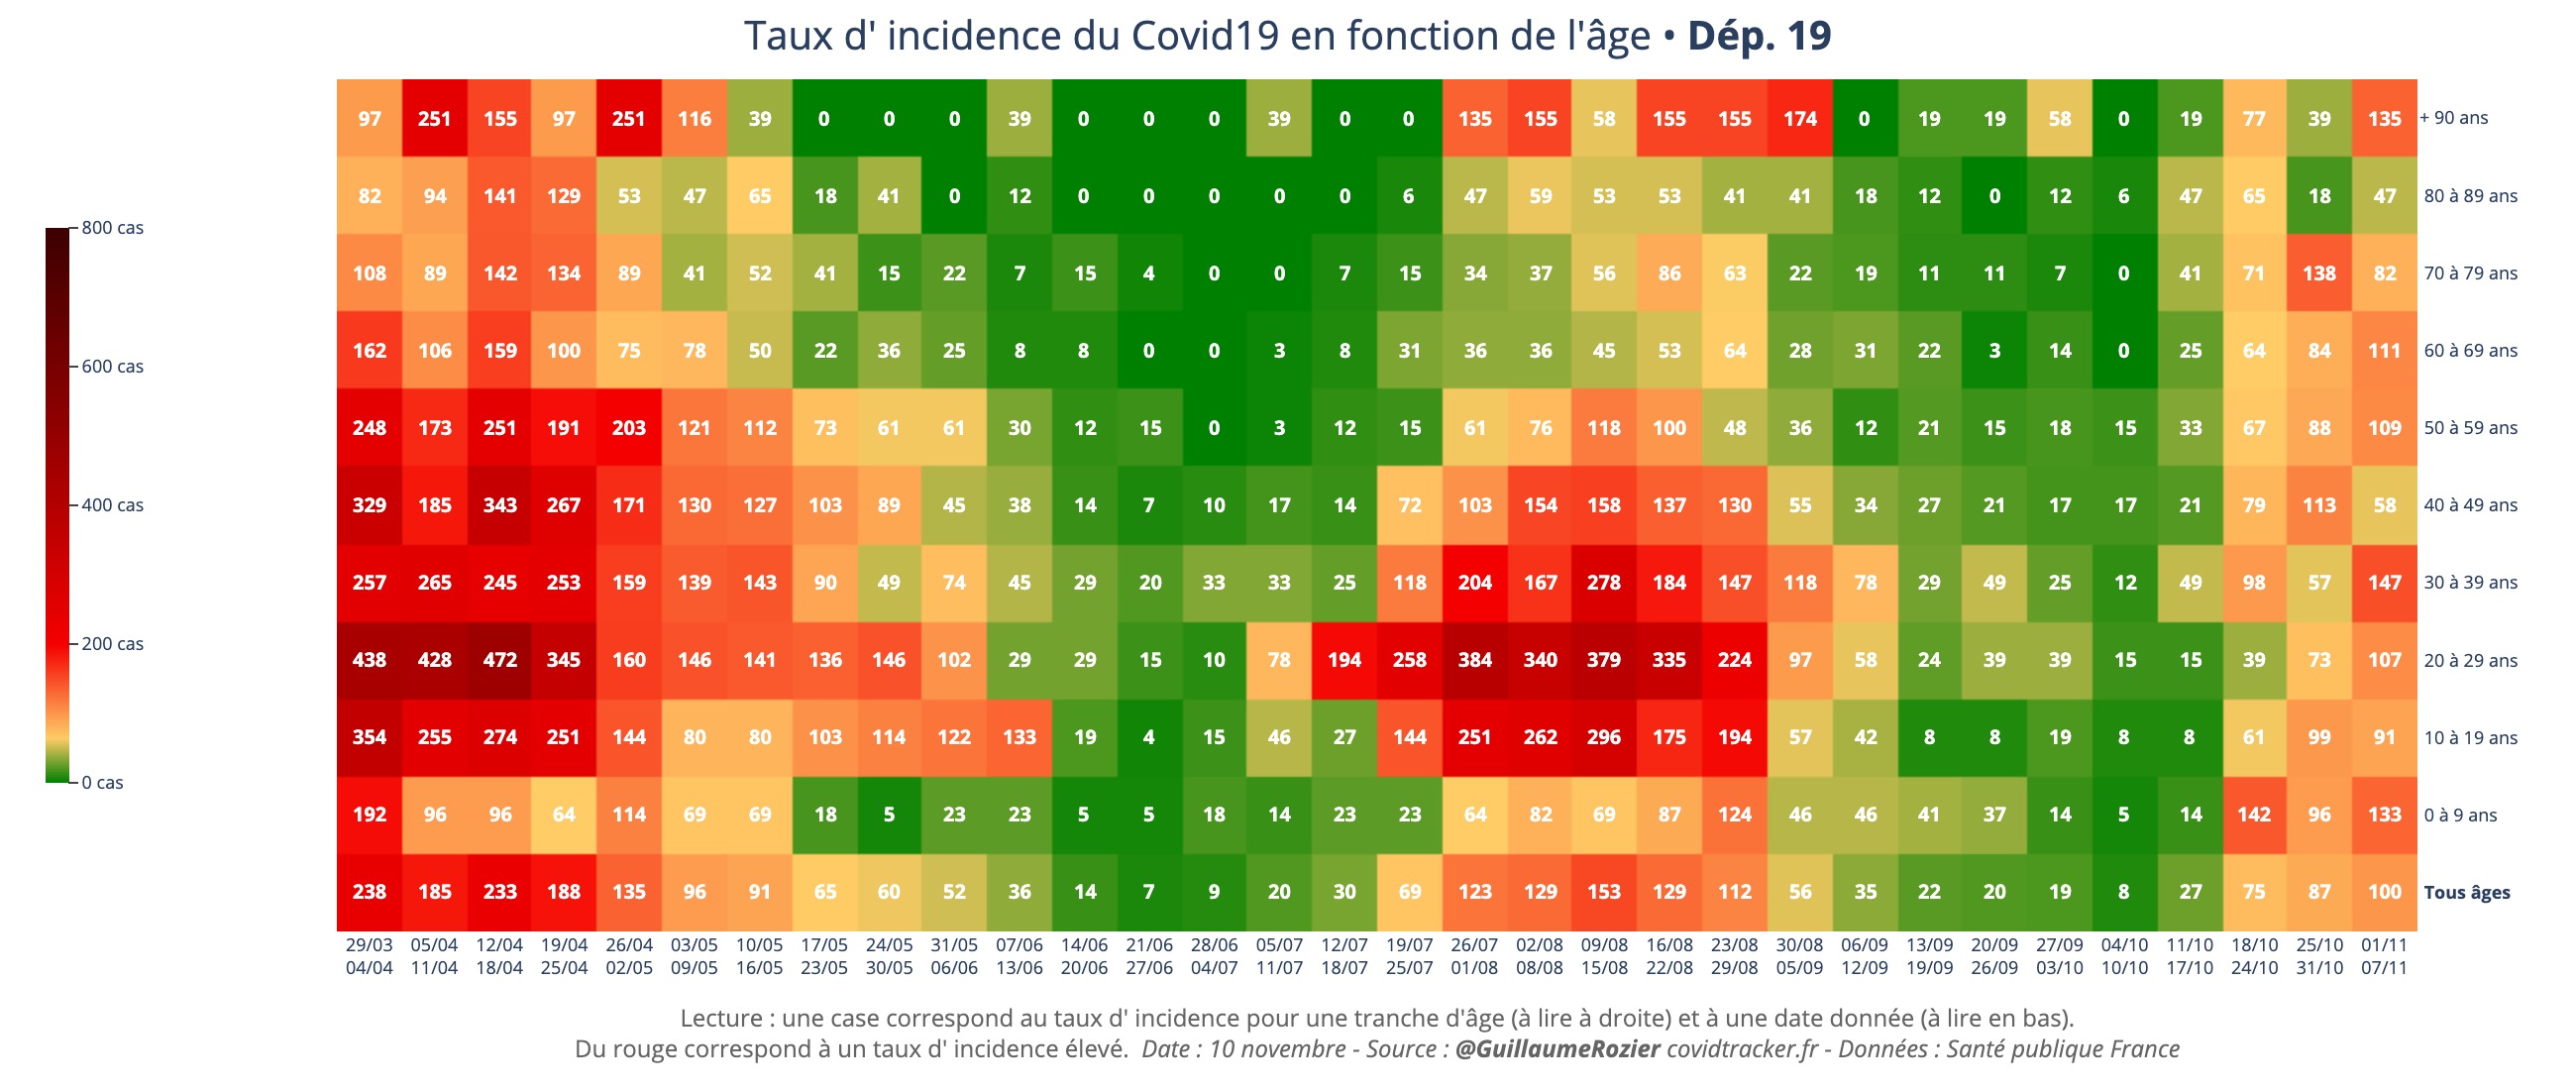 Taux d' incidence du Covid19 en fonction de l'âge • Dép. 19
800 cas
600 cas
400 cas
200 cas
0 cas
97 251 155 97 251 116 39 0 0 0 39 0 0 0 39 0 0 135 155 58 155 155 174 0 19 19 58 0 19 77 39 135 + 90 ans
82 94 141 129 53 47 65 18 41 0 12 0 0 0 0 0 6 47 59 53 53 41 41 18 12 0 12 6 47 65 18 47 80 à 89 ans
108 89 142 134 89 41 52 41 15 22 7 15 4 0 0 7 15 34 37 56 86 63 22 19 11 11 7 0 41 71 138 82 70 à 79 ans
162 106 159 100 75 78 50 22 36 25 8 8 0 0 3 8 31 36 36 45 53 64 28 31 22 3 14 0 25 64 84 111 60 à 69 ans
248 173 251 191 203 121 112 73 61 61 30 12 15 0 3 12 15 61 76 118 100 48 36 12 21 15 18 15 33 67 88 109 50 à 59 ans
329 185 343 267 171 130 127 103 89 45 38 14 7 10 17 14 72 103 154 158 137 130 55 34 27 21 17 17 21 79 113 58 40 à 49 ans
257 265 245 253 159 139 143 90 49 74 45 29 20 33 33 25 118 204 167 278 184 147 118 78 29 49 25 12 49 98 57 147 30 à 39 ans
438 428 472 345 160 146 141 136 146 102 29 29 15 10 78 194 258 384 340 379 335 224 97 58 24 39 39 15 15 39 73 107 20 à 29 ans
354 255 274 251 144 80 80 103 114 122 133 19 4 15 46 27 144 251 262 296 175 194 57 42 8 8 19 8 8 61 99 91 10 à 19 ans
192 96 96 64 114 69 69 18 5 23 23 5 5 18 14 23 23 64 82 69 87 124 46 46 41 37 14 5 14 142 96 133 0 à 9 ans
238 185 233 188 135 96 91 65 60 52 36 14 7 9 20 30 69 123 129 153 129 112 56 35 22 20 19 8 27 75 87 100 Tous âges
29/03 05/04 12/04 19/04 26/04 03/05 10/05 17/05 24/05 31/05 07/06 14/06 21/06 28/06 05/07 12/07 19/07 26/07 02/08 09/08 16/08 23/08 30/08 06/09 13/09 20/09 27/09 04/10 11/10 18/10 25/10 01/11
04/04 11/04 18/04 25/04 02/05 09/05 16/05 23/05 30/05 06/06 13/06 20/06 27/06 04/07 11/07 18/07 25/07 01/08 08/08 15/08 22/08 29/08 05/09 12/09 19/09 26/09 03/10 10/10 17/10 24/10 31/10 07/11
Lecture : une case correspond au taux d' incidence pour une tranche d'âge (à lire à droite) et à une date donnée (à lire en bas).
Du rouge correspond à un taux d' incidence élevé. Date : 10 novembre - Source : @GuillaumeRozier covidtracker.fr - Données : Santé publique France